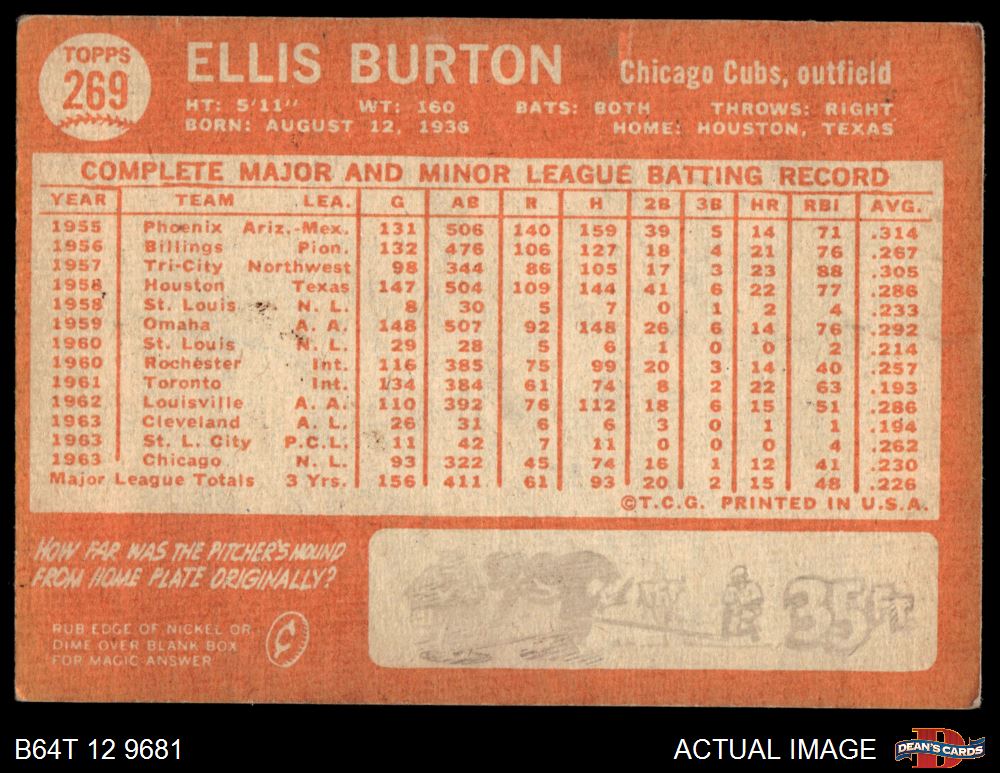 TOPPS
269
ELLIS BURTON Chicago Cubs, outfield
HT: 5'11" WT: 160 BATS: BOTH THROWS: RIGHT
BORN: AUGUST 12, 1936 HOME: HOUSTON, TEXAS
COMPLETE MAJOR AND MINOR LEAGUE BATTING RECORD
YEAR TEAM LEA. G AB R H 2B 3B HR RBI AVG.
1955 Phoenix Ariz.-Mex. 131 506 140 159 39 5 14 71 .314
1956 Billings Pion. 132 476 106 127 18 4 21 76 .267
1957 Tri-City Northwest 98 344 86 105 17 3 23 88 .305
1958 Houston Texas 147 504 109 144 41 6 22 77 .286
1958 St. Louis N. L. 8 30 5 7 0 1 2 4 .233
1959 Omaha A. A. 148 507 92 148 26 6 14 76 .292
1960 St. Louis N. L. 29 28 5 6 1 0 0 2 .214
1960 Rochester Int. 116 385 75 99 20 3 14 40 .257
1961 Toronto Int. 134 384 61 74 8 2 22 63 .193
1962 Louisville A. A. 110 392 76 112 18 6 15 51 .286
1963 Cleveland A. L. 26 31 6 6 3 0 1 1 .194
1963 St. L. City P.C.L. 11 42 7 11 0 0 0 4 .262
1963 Chicago N. L. 93 322 45 74 16 1 12 41 .230
Major League Totals 3 Yrs. 156 411 61 93 20 2 15 48 .226
©T.C.G. PRINTED IN U.S.A.
HOW FAR WAS THE PITCHER'S MOUND
FROM HOME PLATE ORIGINALLY?
RUB EDGE OF NICKEL OR
DIME OVER BLANK BOX
FOR MAGIC ANSWER
35 FT
B64T 12 9681
ACTUAL IMAGE
DEAN'S CARDS